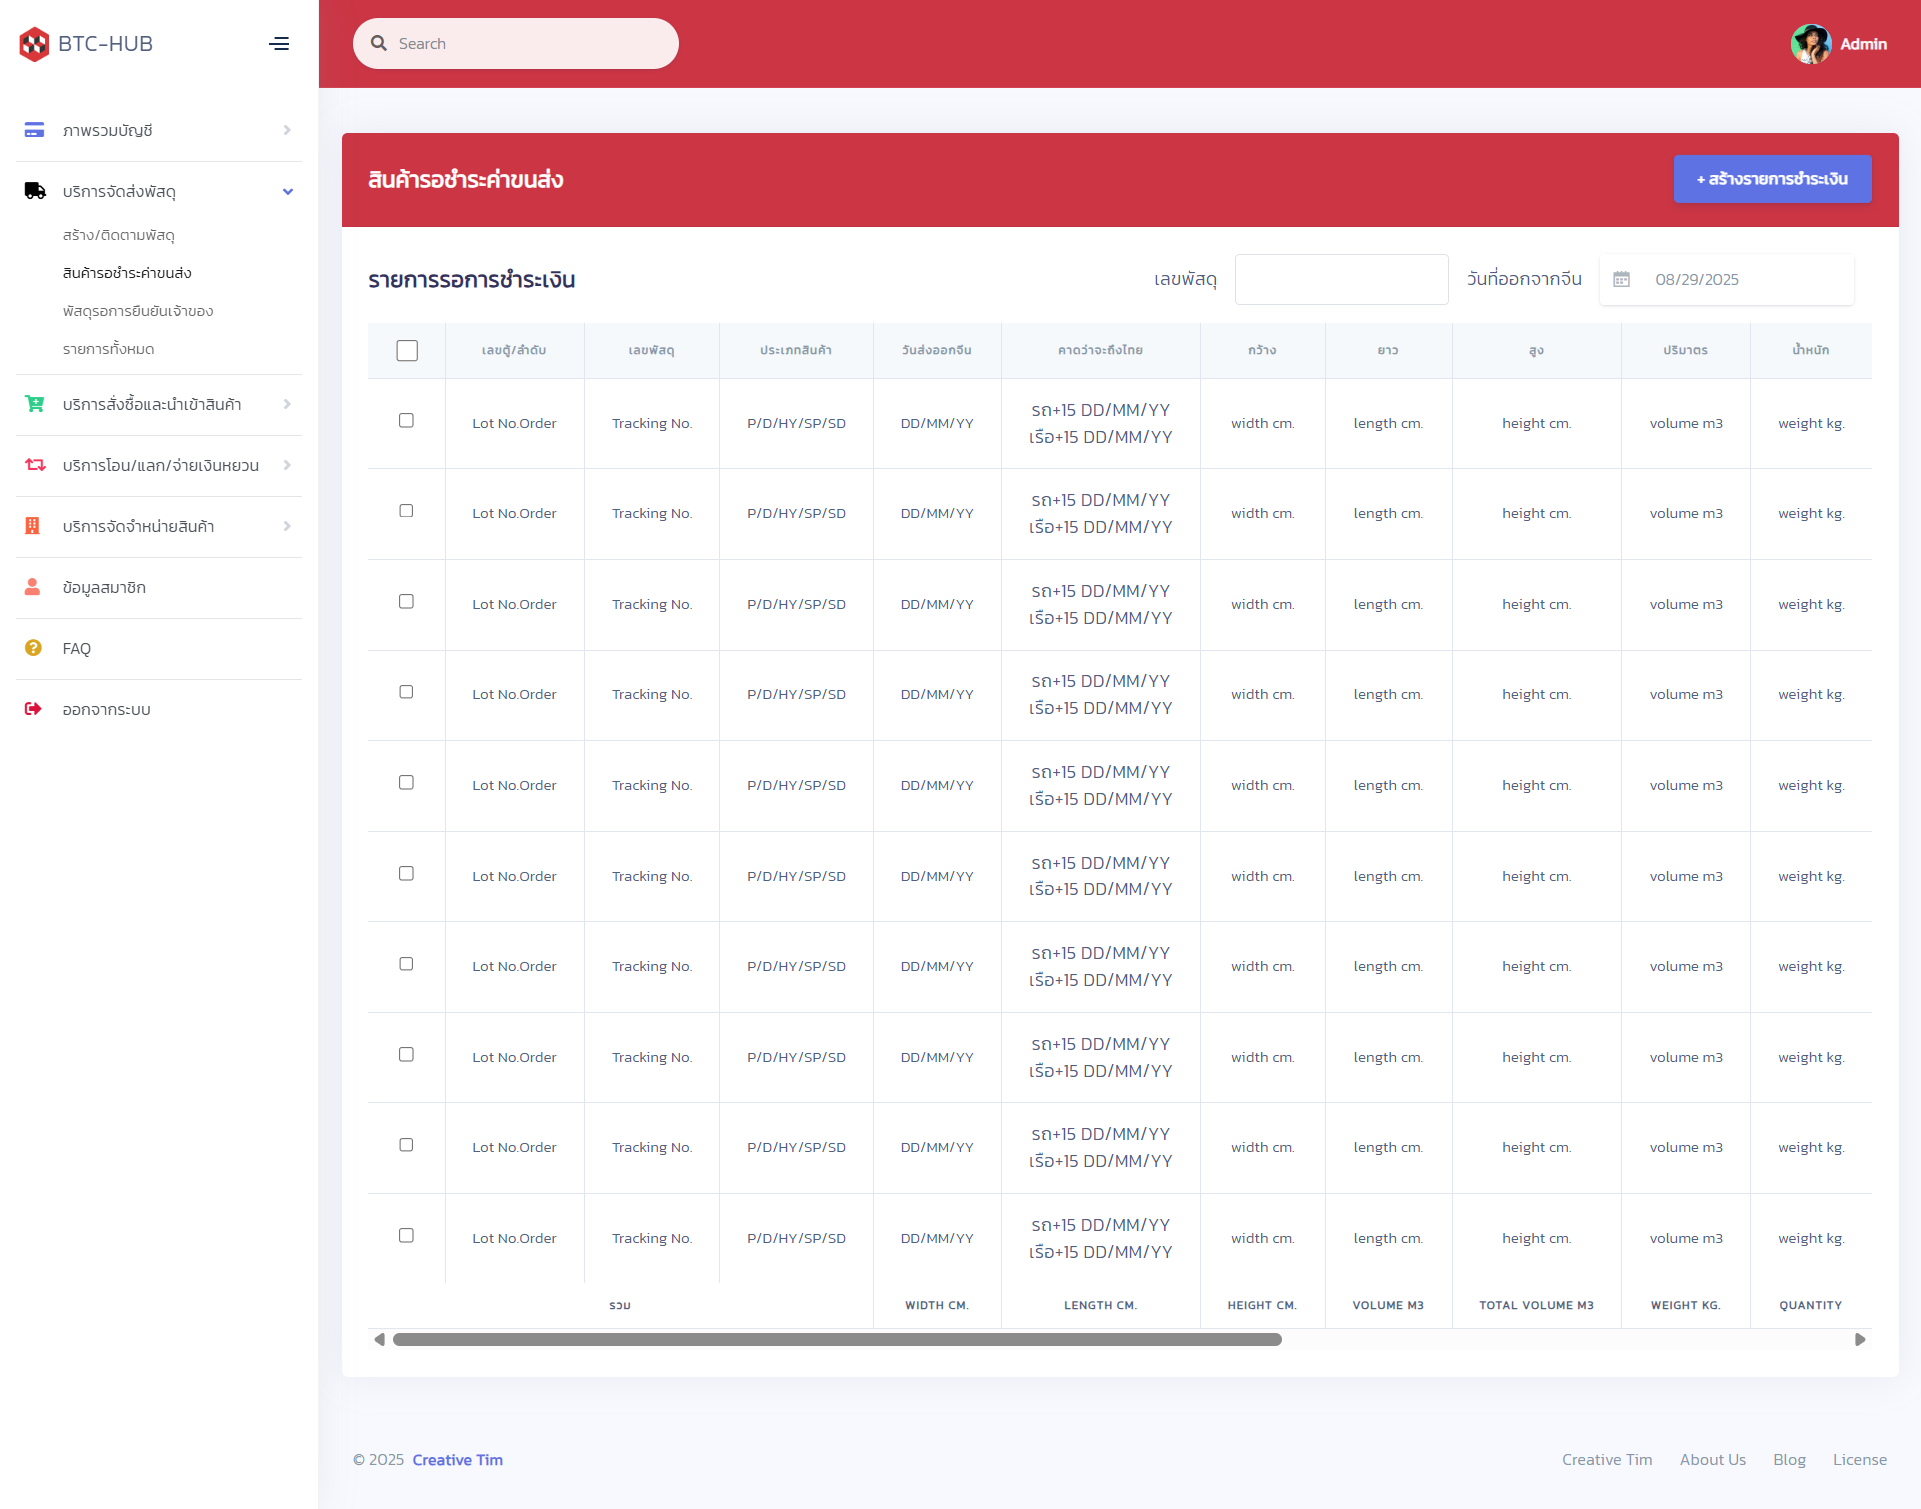 BTC-HUB
Search
Admin
ภาพรวมบัญชี
บริการจัดส่งพัสดุ
สร้าง/ติดตามพัสดุ
สินค้ารอชำระค่าขนส่ง
พัสดุรอการยืนยันเจ้าของ
รายการทั้งหมด
บริการสั่งซื้อและนำเข้าสินค้า
บริการโอน/แลก/จ่ายเงินหยวน
บริการจัดจำหน่ายสินค้า
ข้อมูลสมาชิก
FAQ
ออกจากระบบ
สินค้ารอชำระค่าขนส่ง
+ สร้างรายการชำระเงิน
รายการรอการชำระเงิน
เลขพัสดุ
วันที่ออกจากจีน
08/29/2025
เลขตู้/ลำดับ เลขพัสดุ ประเภทสินค้า วันส่งออกจีน คาดว่าจะถึงไทย กว้าง ยาว สูง ปริมาตร น้ำหนัก
Lot No.Order Tracking No. P/D/HY/SP/SD DD/MM/YY รถ+15 DD/MM/YY width cm. length cm. height cm. volume m3 weight kg.
เรือ+15 DD/MM/YY
Lot No.Order Tracking No. P/D/HY/SP/SD DD/MM/YY รถ+15 DD/MM/YY width cm. length cm. height cm. volume m3 weight kg.
เรือ+15 DD/MM/YY
Lot No.Order Tracking No. P/D/HY/SP/SD DD/MM/YY รถ+15 DD/MM/YY width cm. length cm. height cm. volume m3 weight kg.
เรือ+15 DD/MM/YY
Lot No.Order Tracking No. P/D/HY/SP/SD DD/MM/YY รถ+15 DD/MM/YY width cm. length cm. height cm. volume m3 weight kg.
เรือ+15 DD/MM/YY
Lot No.Order Tracking No. P/D/HY/SP/SD DD/MM/YY รถ+15 DD/MM/YY width cm. length cm. height cm. volume m3 weight kg.
เรือ+15 DD/MM/YY
Lot No.Order Tracking No. P/D/HY/SP/SD DD/MM/YY รถ+15 DD/MM/YY width cm. length cm. height cm. volume m3 weight kg.
เรือ+15 DD/MM/YY
Lot No.Order Tracking No. P/D/HY/SP/SD DD/MM/YY รถ+15 DD/MM/YY width cm. length cm. height cm. volume m3 weight kg.
เรือ+15 DD/MM/YY
Lot No.Order Tracking No. P/D/HY/SP/SD DD/MM/YY รถ+15 DD/MM/YY width cm. length cm. height cm. volume m3 weight kg.
เรือ+15 DD/MM/YY
Lot No.Order Tracking No. P/D/HY/SP/SD DD/MM/YY รถ+15 DD/MM/YY width cm. length cm. height cm. volume m3 weight kg.
เรือ+15 DD/MM/YY
Lot No.Order Tracking No. P/D/HY/SP/SD DD/MM/YY รถ+15 DD/MM/YY width cm. length cm. height cm. volume m3 weight kg.
เรือ+15 DD/MM/YY
รวม WIDTH CM. LENGTH CM. HEIGHT CM. VOLUME M3 TOTAL VOLUME M3 WEIGHT KG. QUANTITY
© 2025 Creative Tim
Creative Tim About Us Blog License